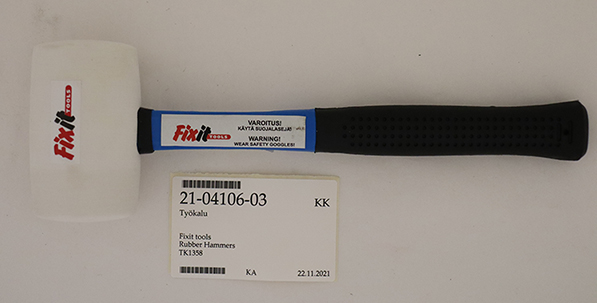 Fixit
TOOLS
Fixit
TOOLS
VAROITUS!
KÄYTÄ SUOJALASEJA!
WARNING!
WEAR SAFETY GOGGLES!
21-04106-03 KK
Työkalu
Fixit tools
Rubber Hammers
TK1358
KA 22.11.2021